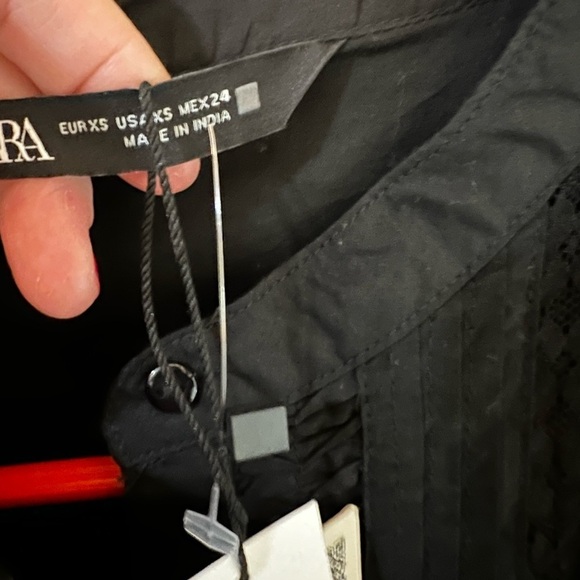 RA
EUR XS USA XS MEX 24
MADE IN INDIA